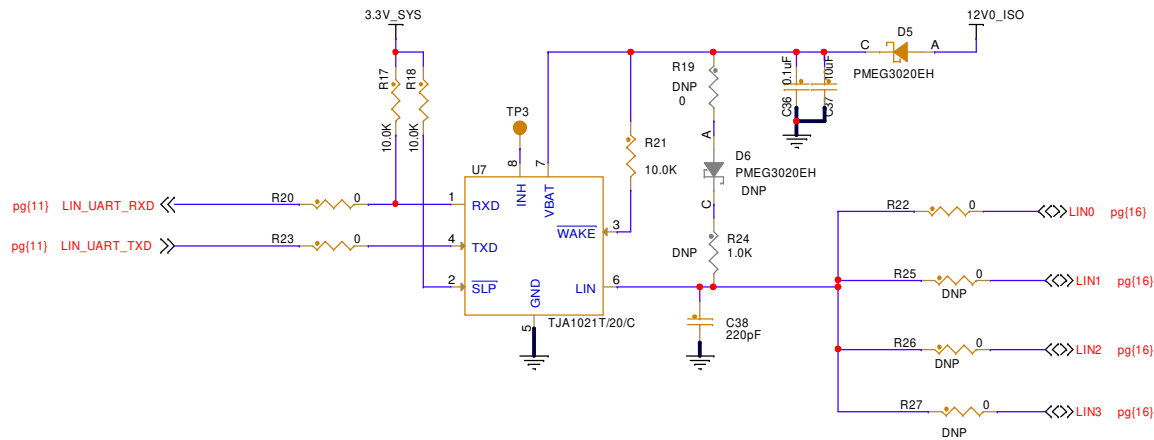 3.3V_SYS
12V0_ISO
D5
C
A
PMEG3020EH
R17
10.0K
R18
10.0K
R19
DNP
0
0.1uF
C36
10uF
C37
TP3
R21
10.0K
A
D6
PMEG3020EH
DNP
C
U7
8
7
INH
VBAT
pg{11} LIN_UART_RXD
R20
0
1
RXD
WAKE
3
pg{11} LIN_UART_TXD
R23
0
4
TXD
DNP
R24
1.0K
2
SLP
GND
LIN
6
5
TJA1021T/20/C
C38
220pF
R22
0
LIN0 pg{16}
R25
0
DNP
LIN1 pg{16}
R26
0
DNP
LIN2 pg{16}
R27
0
DNP
LIN3 pg{16}